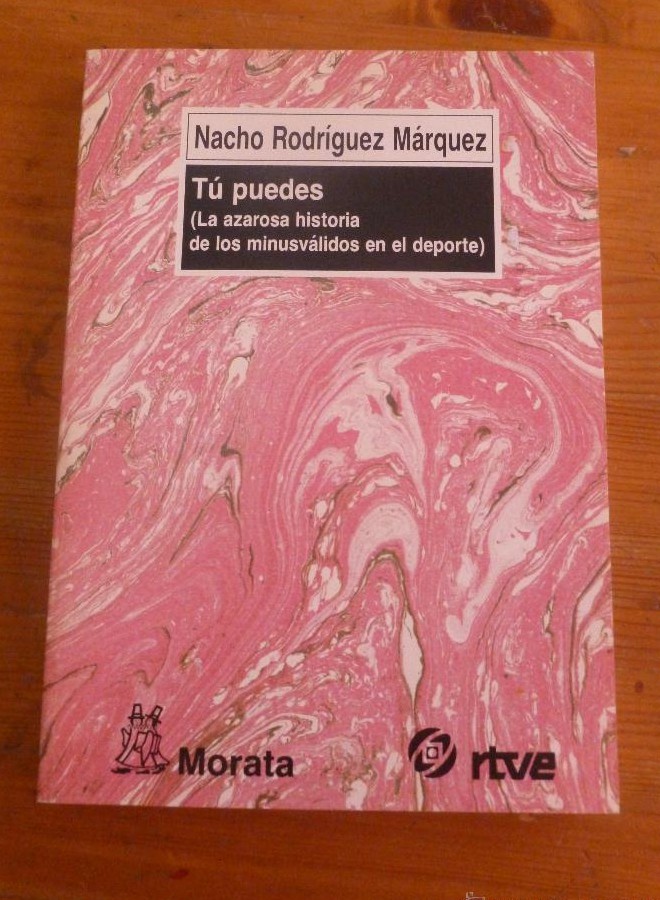 Nacho Rodríguez Márquez
Tú puedes
(La azarosa historia
de los minusválidos en el deporte)
Morata
rtve